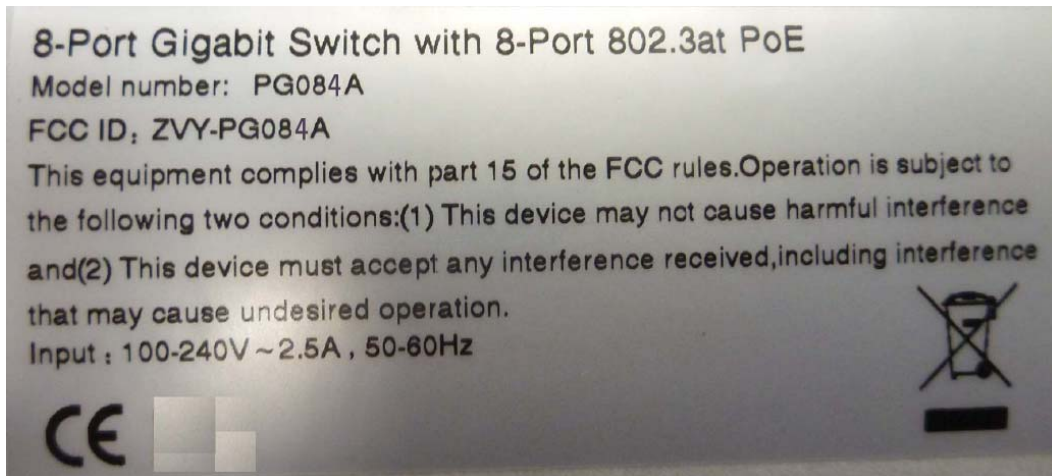 8-Port Gigabit Switch with 8-Port 802.3at PoE
Model number: PG084A
FCC ID: ZVY-PG084A
This equipment complies with part 15 of the FCC rules.Operation is subject to
the following two conditions:(1) This device may not cause harmful interference
and(2) This device must accept any interference received,including interference
that may cause undesired operation.
Input : 100-240V ~ 2.5A , 50-60Hz
CE